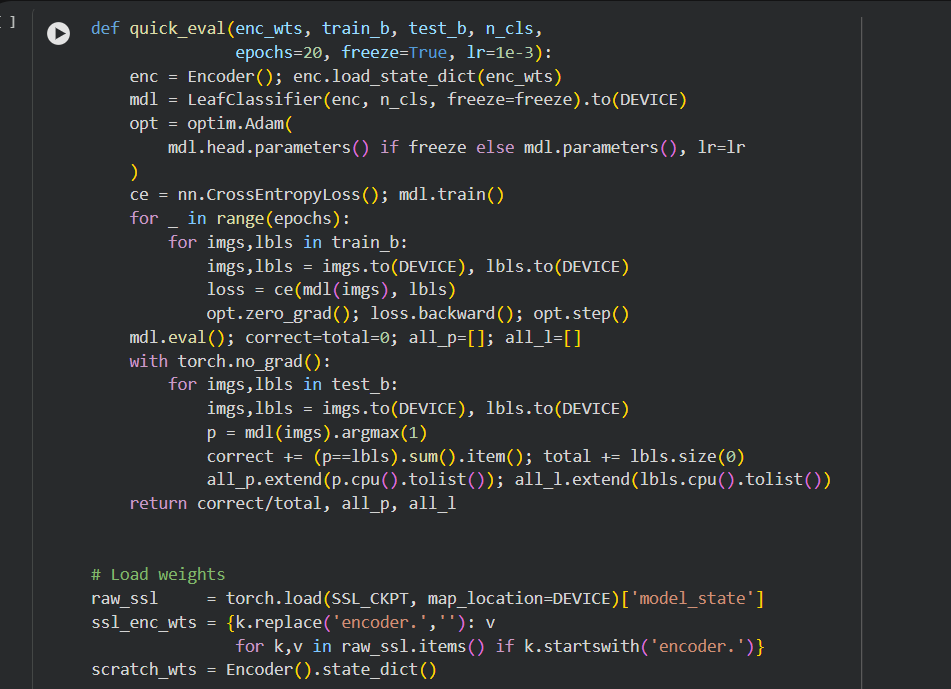 [ ]
def quick_eval(enc_wts, train_b, test_b, n_cls,
               epochs=20, freeze=True, lr=1e-3):
    enc = Encoder(); enc.load_state_dict(enc_wts)
    mdl = LeafClassifier(enc, n_cls, freeze=freeze).to(DEVICE)
    opt = optim.Adam(
        mdl.head.parameters() if freeze else mdl.parameters(), lr=lr
    )
    ce = nn.CrossEntropyLoss(); mdl.train()
    for _ in range(epochs):
        for imgs,lbls in train_b:
            imgs,lbls = imgs.to(DEVICE), lbls.to(DEVICE)
            loss = ce(mdl(imgs), lbls)
            opt.zero_grad(); loss.backward(); opt.step()
    mdl.eval(); correct=total=0; all_p=[]; all_l=[]
    with torch.no_grad():
        for imgs,lbls in test_b:
            imgs,lbls = imgs.to(DEVICE), lbls.to(DEVICE)
            p = mdl(imgs).argmax(1)
            correct += (p==lbls).sum().item(); total += lbls.size(0)
            all_p.extend(p.cpu().tolist()); all_l.extend(lbls.cpu().tolist())
    return correct/total, all_p, all_l
# Load weights
raw_ssl     = torch.load(SSL_CKPT, map_location=DEVICE)['model_state']
ssl_enc_wts = {k.replace('encoder.',''): v
               for k,v in raw_ssl.items() if k.startswith('encoder.')}
scratch_wts = Encoder().state_dict()